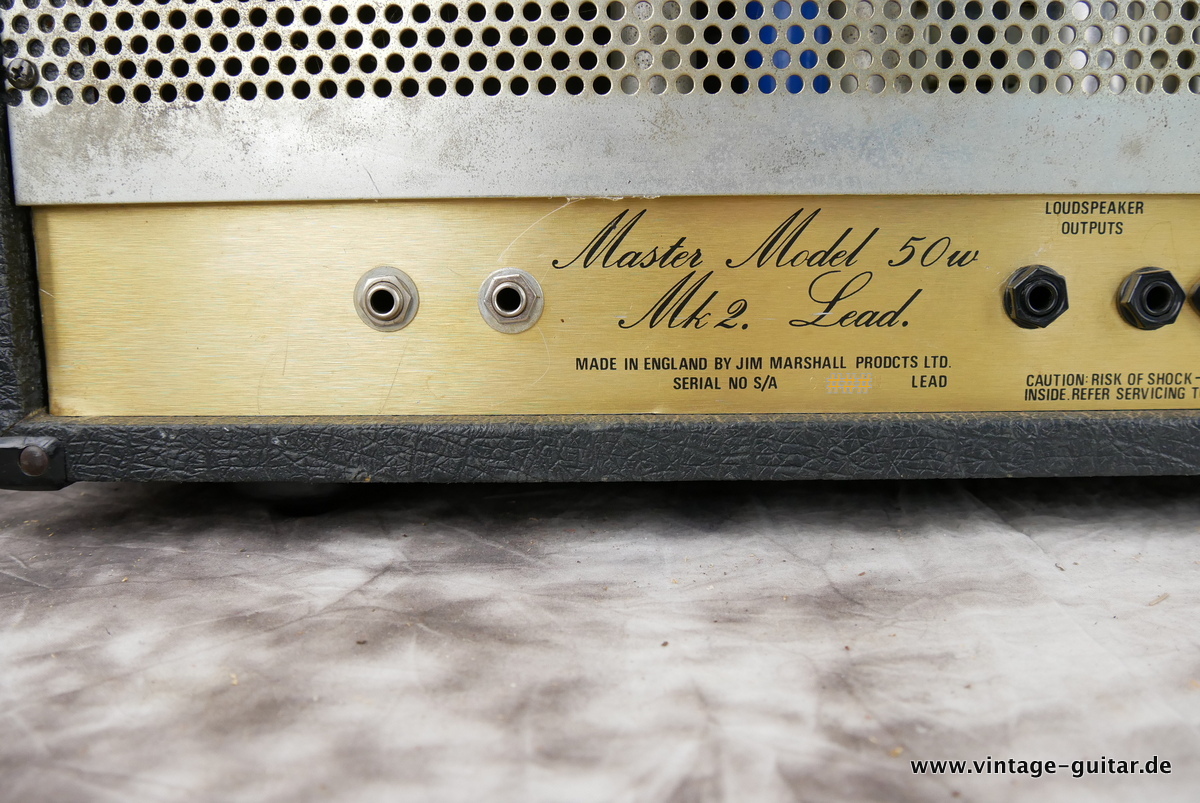 LOUDSPEAKER
OUTPUTS
Master Model 50w
Mk2. Lead.
MADE IN ENGLAND BY JIM MARSHALL PRODCTS LTD.
SERIAL NO S/A ### LEAD
CAUTION: RISK OF SHOCK-
INSIDE. REFER SERVICING
www.vintage-guitar.de